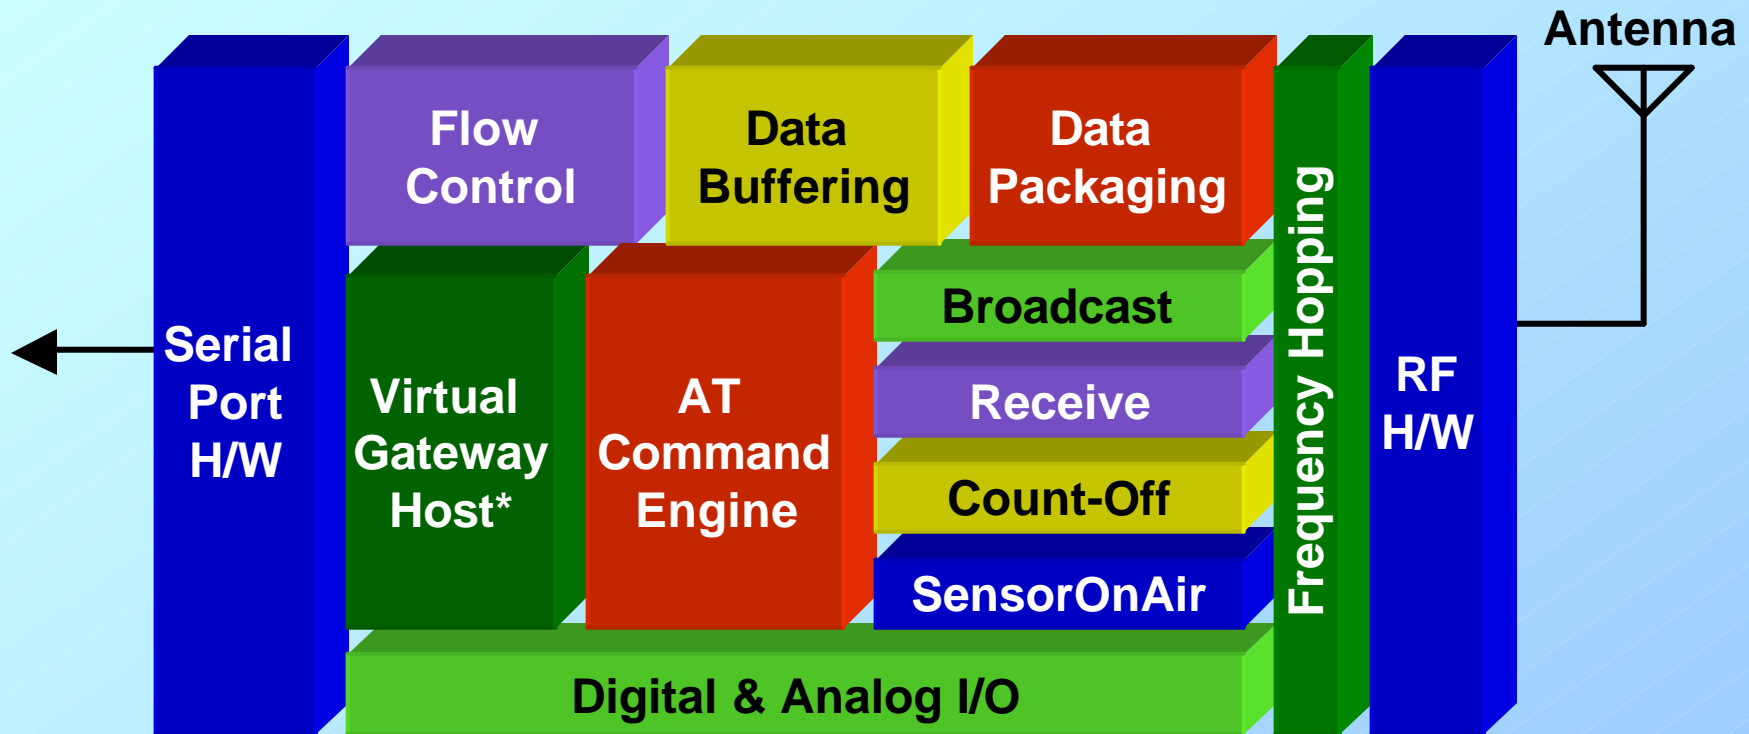 Antenna
Flow
Control
Data
Buffering
Data
Packaging
Serial
Port
H/W
Virtual
Gateway
Host*
AT
Command
Engine
Broadcast
Receive
Count-Off
SensorOnAir
Digital & Analog I/O
Frequency Hopping
RF
H/W